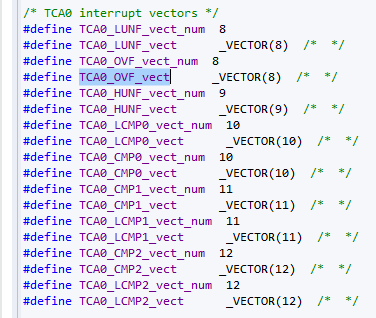 /* TCA0 interrupt vectors */
#define TCA0_LUNF_vect_num  8
#define TCA0_LUNF_vect      _VECTOR(8)  /*  */
#define TCA0_OVF_vect_num  8
#define TCA0_OVF_vect      _VECTOR(8)  /*  */
#define TCA0_HUNF_vect_num  9
#define TCA0_HUNF_vect      _VECTOR(9)  /*  */
#define TCA0_LCMP0_vect_num  10
#define TCA0_LCMP0_vect      _VECTOR(10)  /*  */
#define TCA0_CMP0_vect_num  10
#define TCA0_CMP0_vect      _VECTOR(10)  /*  */
#define TCA0_CMP1_vect_num  11
#define TCA0_CMP1_vect      _VECTOR(11)  /*  */
#define TCA0_LCMP1_vect_num  11
#define TCA0_LCMP1_vect      _VECTOR(11)  /*  */
#define TCA0_CMP2_vect_num  12
#define TCA0_CMP2_vect      _VECTOR(12)  /*  */
#define TCA0_LCMP2_vect_num  12
#define TCA0_LCMP2_vect      _VECTOR(12)  /*  */